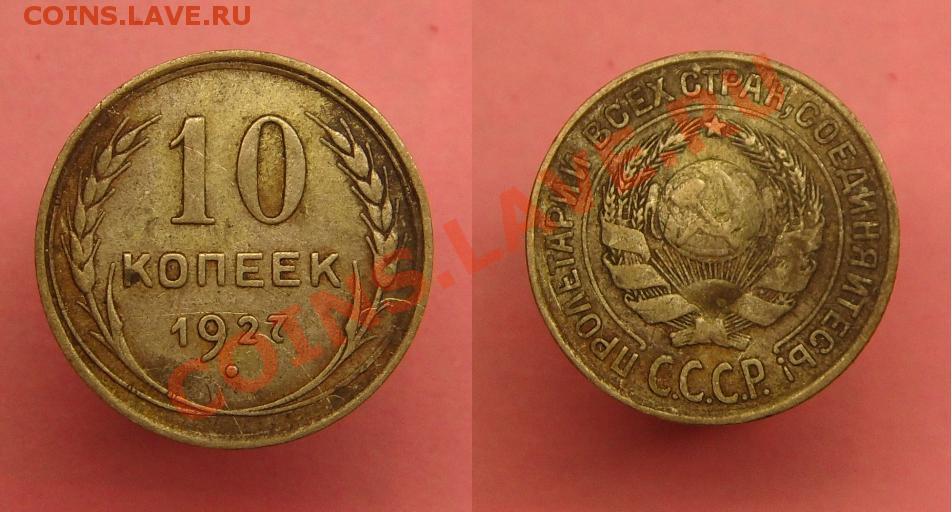 COINS.LAVE.RU
10
КОПЕЕК
1927
ПРОЛЕТАРИИ ВСЕХ СТРАН, СОЕДИНЯЙТЕСЬ!
С.С.С.Р.
COINS.LAVE.RU